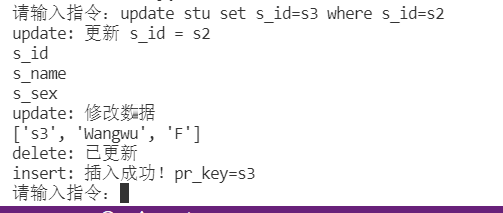 请输入指令：update stu set s_id=s3 where s_id=s2
update: 更新 s_id = s2
s_id
s_name
s_sex
update: 修改数据
['s3', 'Wangwu', 'F']
delete: 已更新
insert: 插入成功! pr_key=s3
请输入指令：